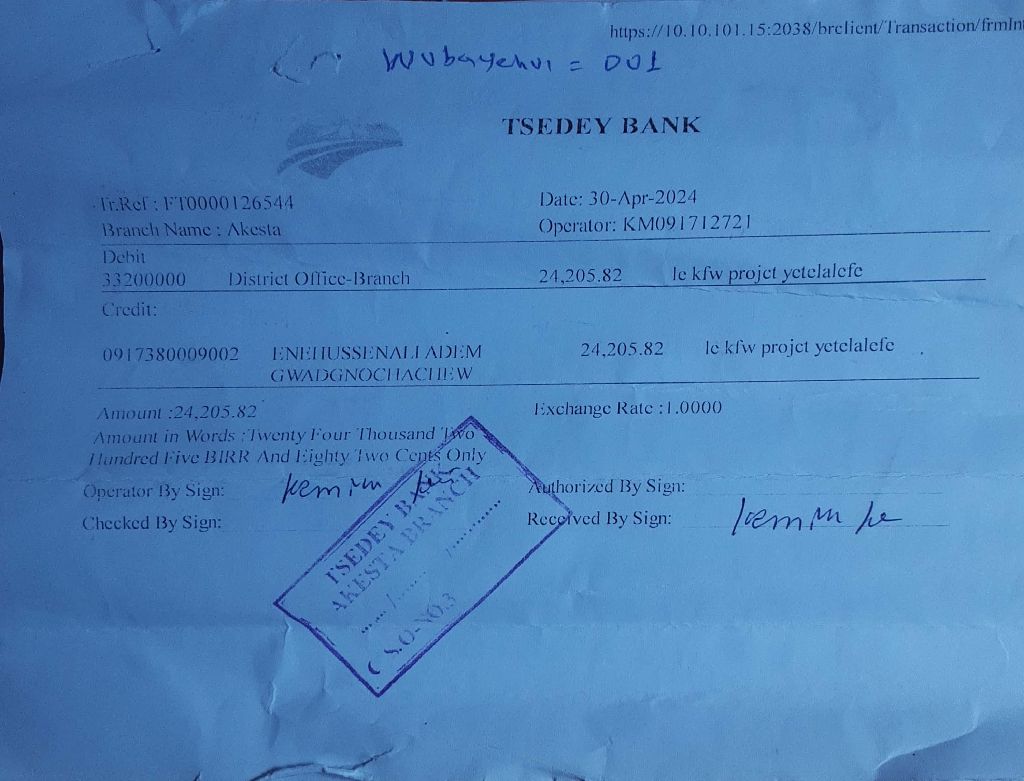 https://10.10.101.15:2038/brclient/Transaction/frmInt
Wubayehui = 001
TSEDEY BANK
Tr.Ref : FT0000126544 Date: 30-Apr-2024
Branch Name : Akesta Operator: KM091712721
Debit
33200000 District Office-Branch 24,205.82 le kfw projct yetelalefe
Credit:
0917380009002 ENEHUSSENALI ADEM 24,205.82 le kfw projct yetelalefe
GWADGNOCHACHEW
Amount :24,205.82 Exchange Rate :1.0000
Amount in Words :Twenty Four Thousand Two
Hundred Five BIRR And Eighty Two Cents Only
Operator By Sign: Authorized By Sign:
Checked By Sign: Received By Sign:
TSEDEY BANK
AKESTA BRANCH
C.S.O-NO.3